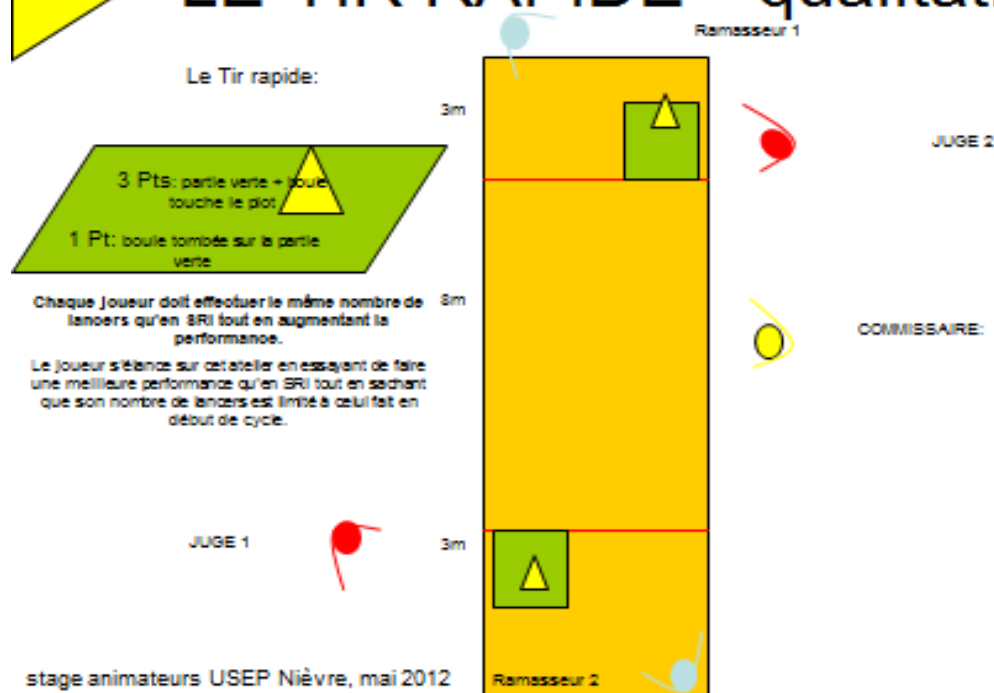 LE TIR RAPIDE qualitati
Ramasseur 1
Le Tir rapide:
3m
JUGE 2
3 Pts: partie verte + boule
touche le plot
1 Pt: boule tombée sur la partie
verte
Chaque joueur doit effectuer le même nombre de
lancers qu'en SRI tout en augmentant la
performance.
8m
COMMISSAIRE:
Le joueur s'élance sur cet atelier en essayant de faire
une meilleure performance qu'en SRI tout en sachant
que son nombre de lancers est limité à celui fait en
début de cycle.
JUGE 1
3m
stage animateurs USEP Nièvre, mai 2012
Ramasseur 2